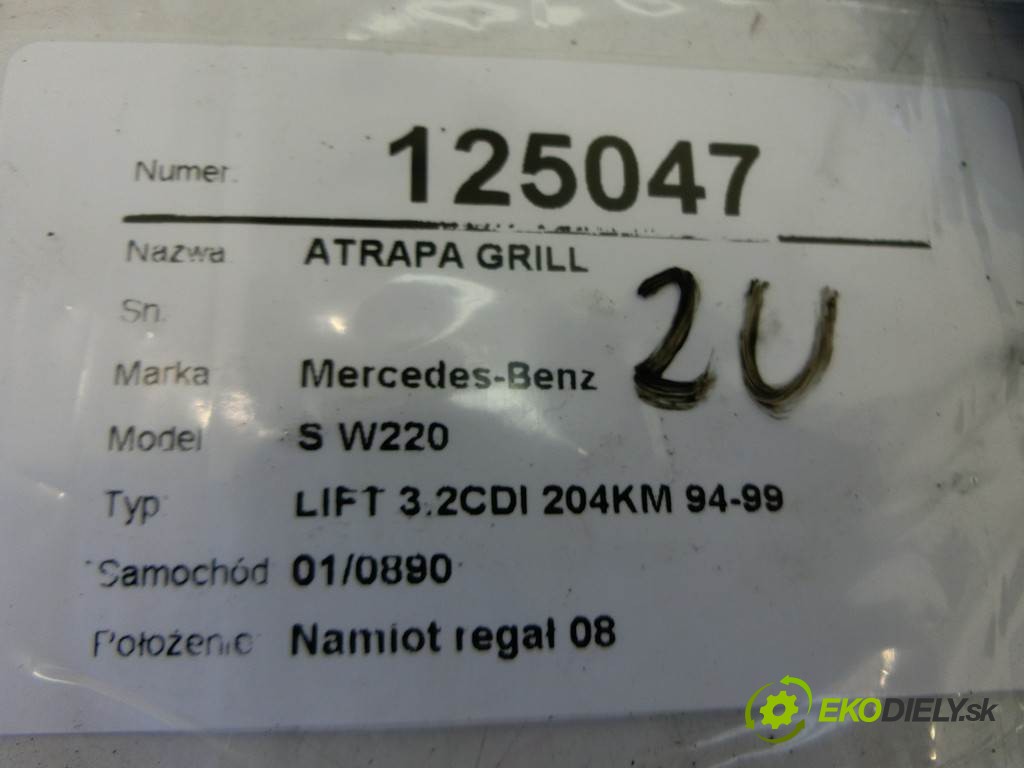 Numer: 125047
Nazwa ATRAPA GRILL
Sn.
2U
Marka Mercedes-Benz
Model S W220
Typ LIFT 3.2CDI 204KM 94-99
Samochód 01/0890
Położenie Namiot regał 08
EKODIELY.sk